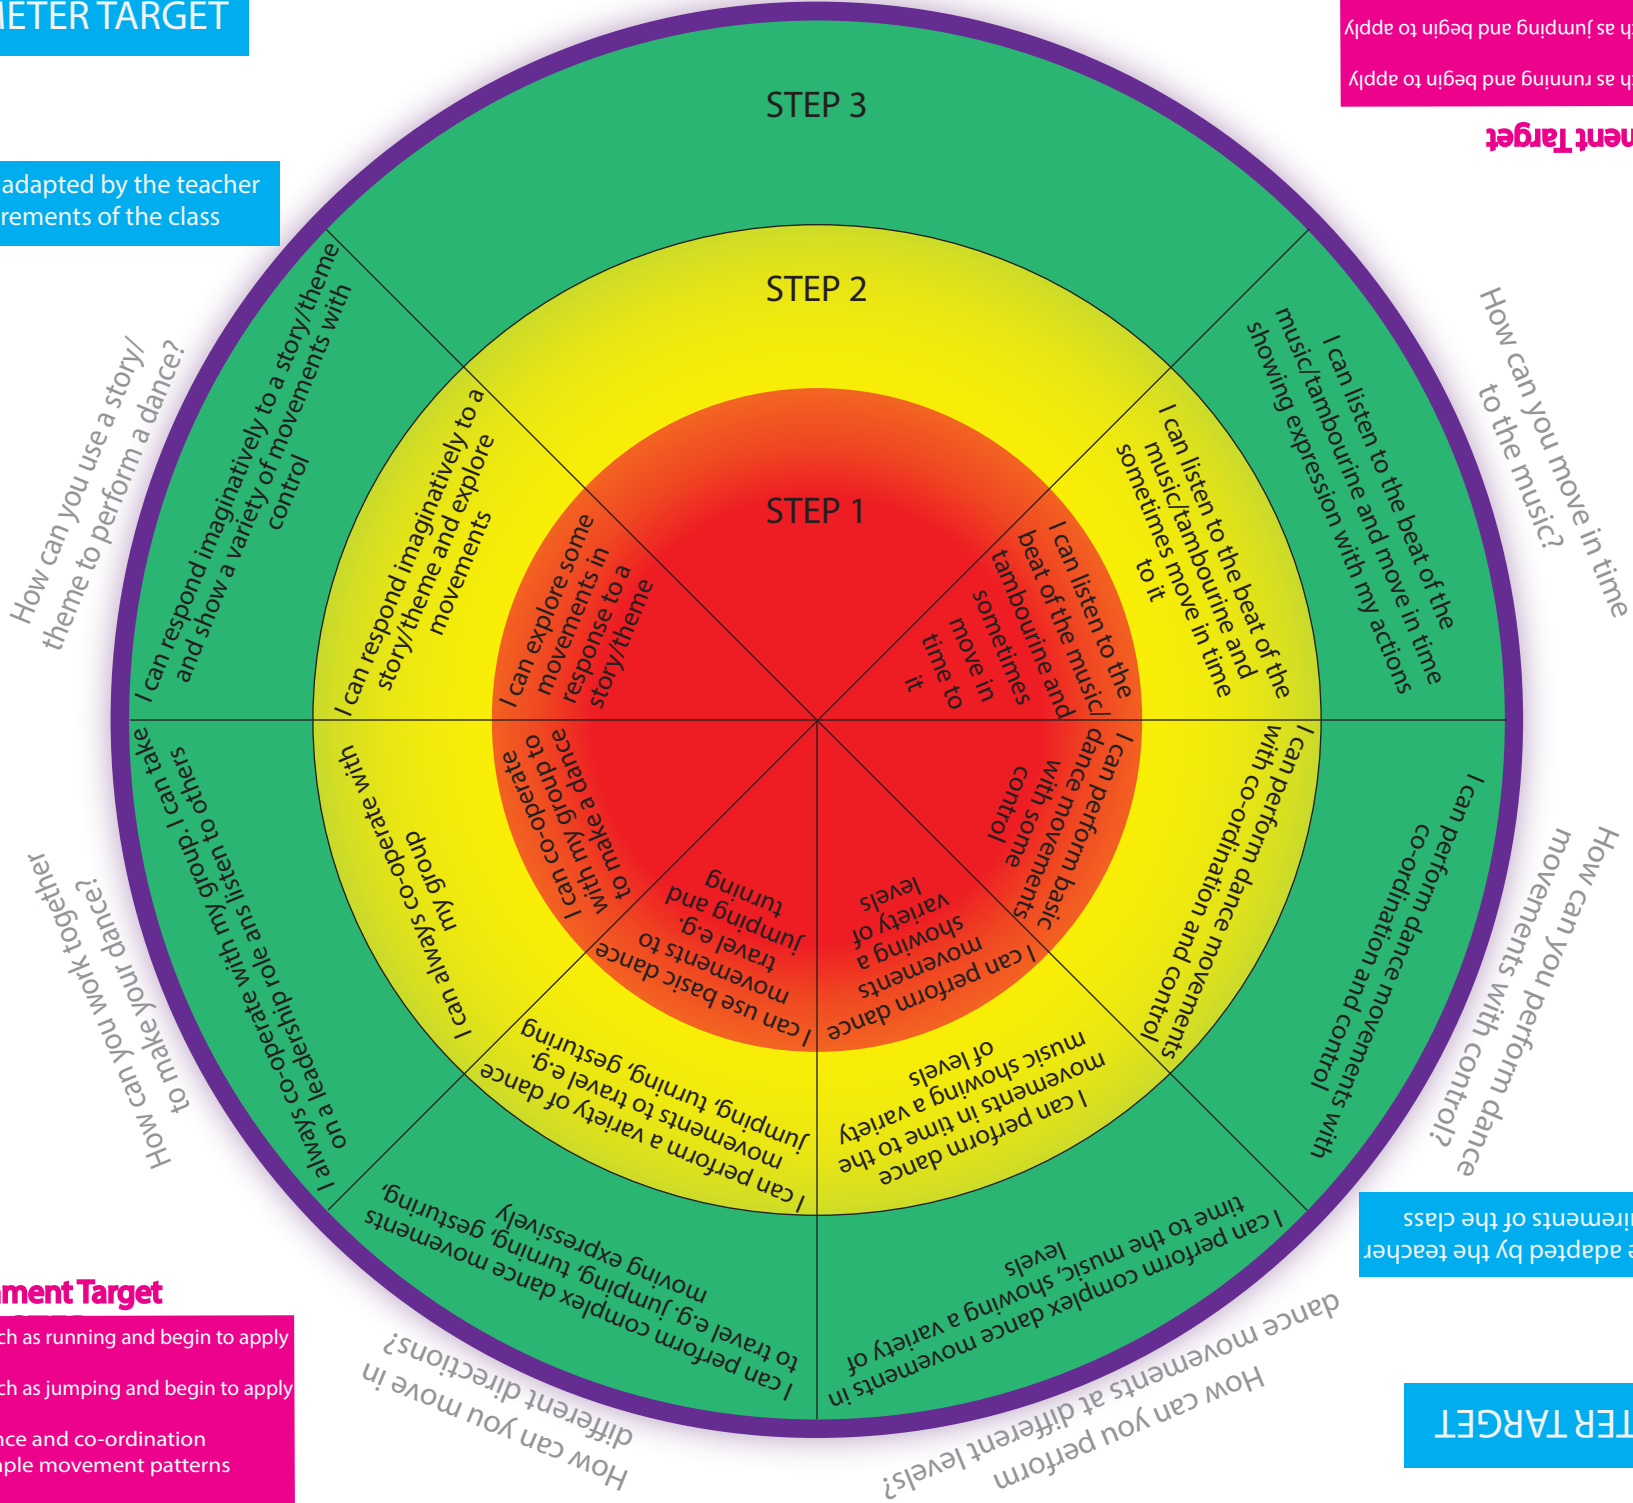 METER TARGET
adapted by the teacher
rements of the class
as jumping and begin to apply
as running and begin to apply
Target
STEP 3
STEP 2
STEP 1
How can you use a story/
theme to perform a dance?
I can respond imaginatively to a story/theme
and show a variety of movements with
control
I can respond imaginatively to a
story/theme and explore
movements
I can explore some
movements in
response to a
story/theme
How can you move in time
to the music?
I can listen to the beat of the
music/tambourine and move in time
showing expression with my actions
I can listen to the beat of the
music/tambourine and
sometimes move in time
to it
I can listen to the
beat of the music/
tambourine and
sometimes
move in
time to
it
How can you perform dance
movements with control?
I can perform dance movements with
co-ordination and control
I can perform dance movements
with co-ordination and control
I can perform basic
dance movements
with some
control
How can you perform
dance movements at different levels?
I can perform complex dance movements in
time to the music, showing a variety of
levels
I can perform dance
movements in time to the
music showing a variety
of levels
I can perform dance
movements
showing a
variety of
levels
How can you move in
different directions?
I can perform complex dance movements
to travel e.g. jumping, turning, gesturing,
moving expressively
I can perform a variety of dance
movements to travel e.g.
jumping, turning, gesturing
I can use basic dance
movements to
travel e.g.
jumping and
turning
How can you work together
to make your dance?
I always co-operate with my group. I can take
on a leadership role ans listen to others
I can always co-operate with
my group
I can co-operate
with my group to
to make a dance
ment Target
ch as running and begin to apply
ch as jumping and begin to apply
nce and co-ordination
ple movement patterns
adapted by the teacher
irements of the class
TER TARGET